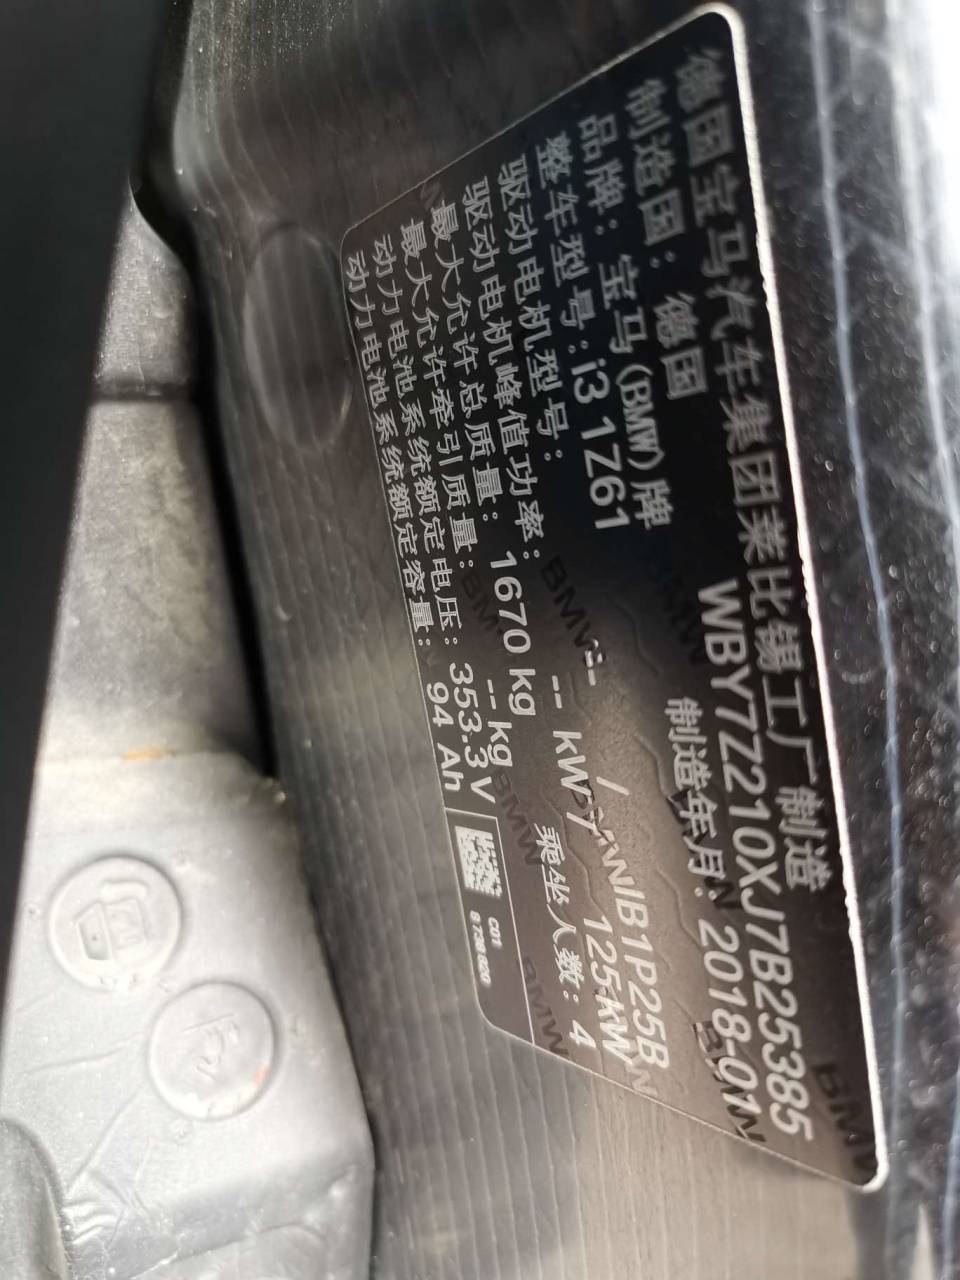 德国宝马汽车集团莱比锡工厂制造
制造国：德国 WBY7Z210XJ7B25385
品牌：宝马(BMW)牌 制造年月：2018-01
整车型号：i3 1Z61
驱动电机型号： -- / IB1P25B
驱动电机峰值功率： -- kW/ 125 kW
最大允许总质量： 1670 kg 乘坐人数：4
最大允许牵引质量： -- kg
动力电池系统额定电压：353.3 V
动力电池系统额定容量： 94 Ah
C01